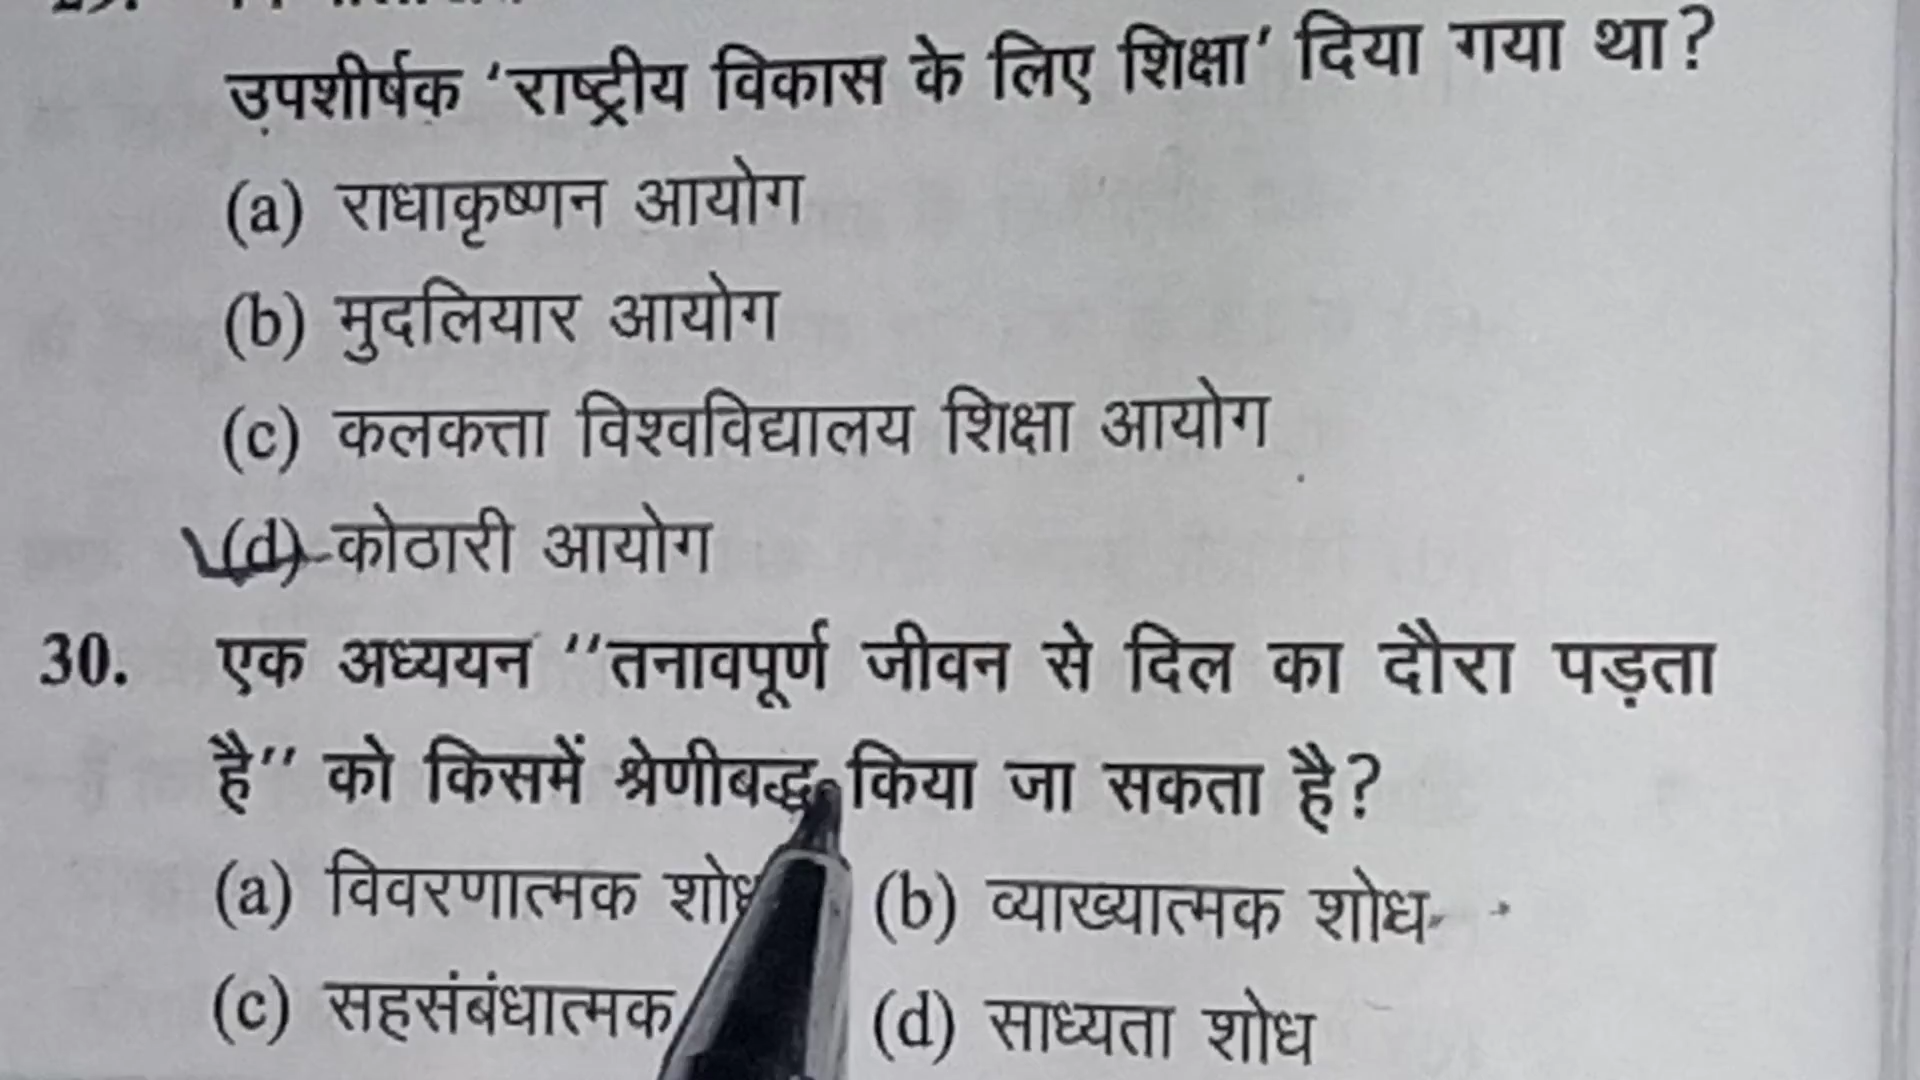 उपशीर्षक 'राष्ट्रीय विकास के लिए शिक्षा' दिया गया था?
(a) राधाकृष्णन आयोग
(b) मुदलियार आयोग
(c) कलकत्ता विश्वविद्यालय शिक्षा आयोग
(d) कोठारी आयोग
30. एक अध्ययन "तनावपूर्ण जीवन से दिल का दौरा पड़ता
है" को किसमें श्रेणीबद्ध किया जा सकता है?
(a) विवरणात्मक शोध (b) व्याख्यात्मक शोध
(c) सहसंबंधात्मक (d) साध्यता शोध